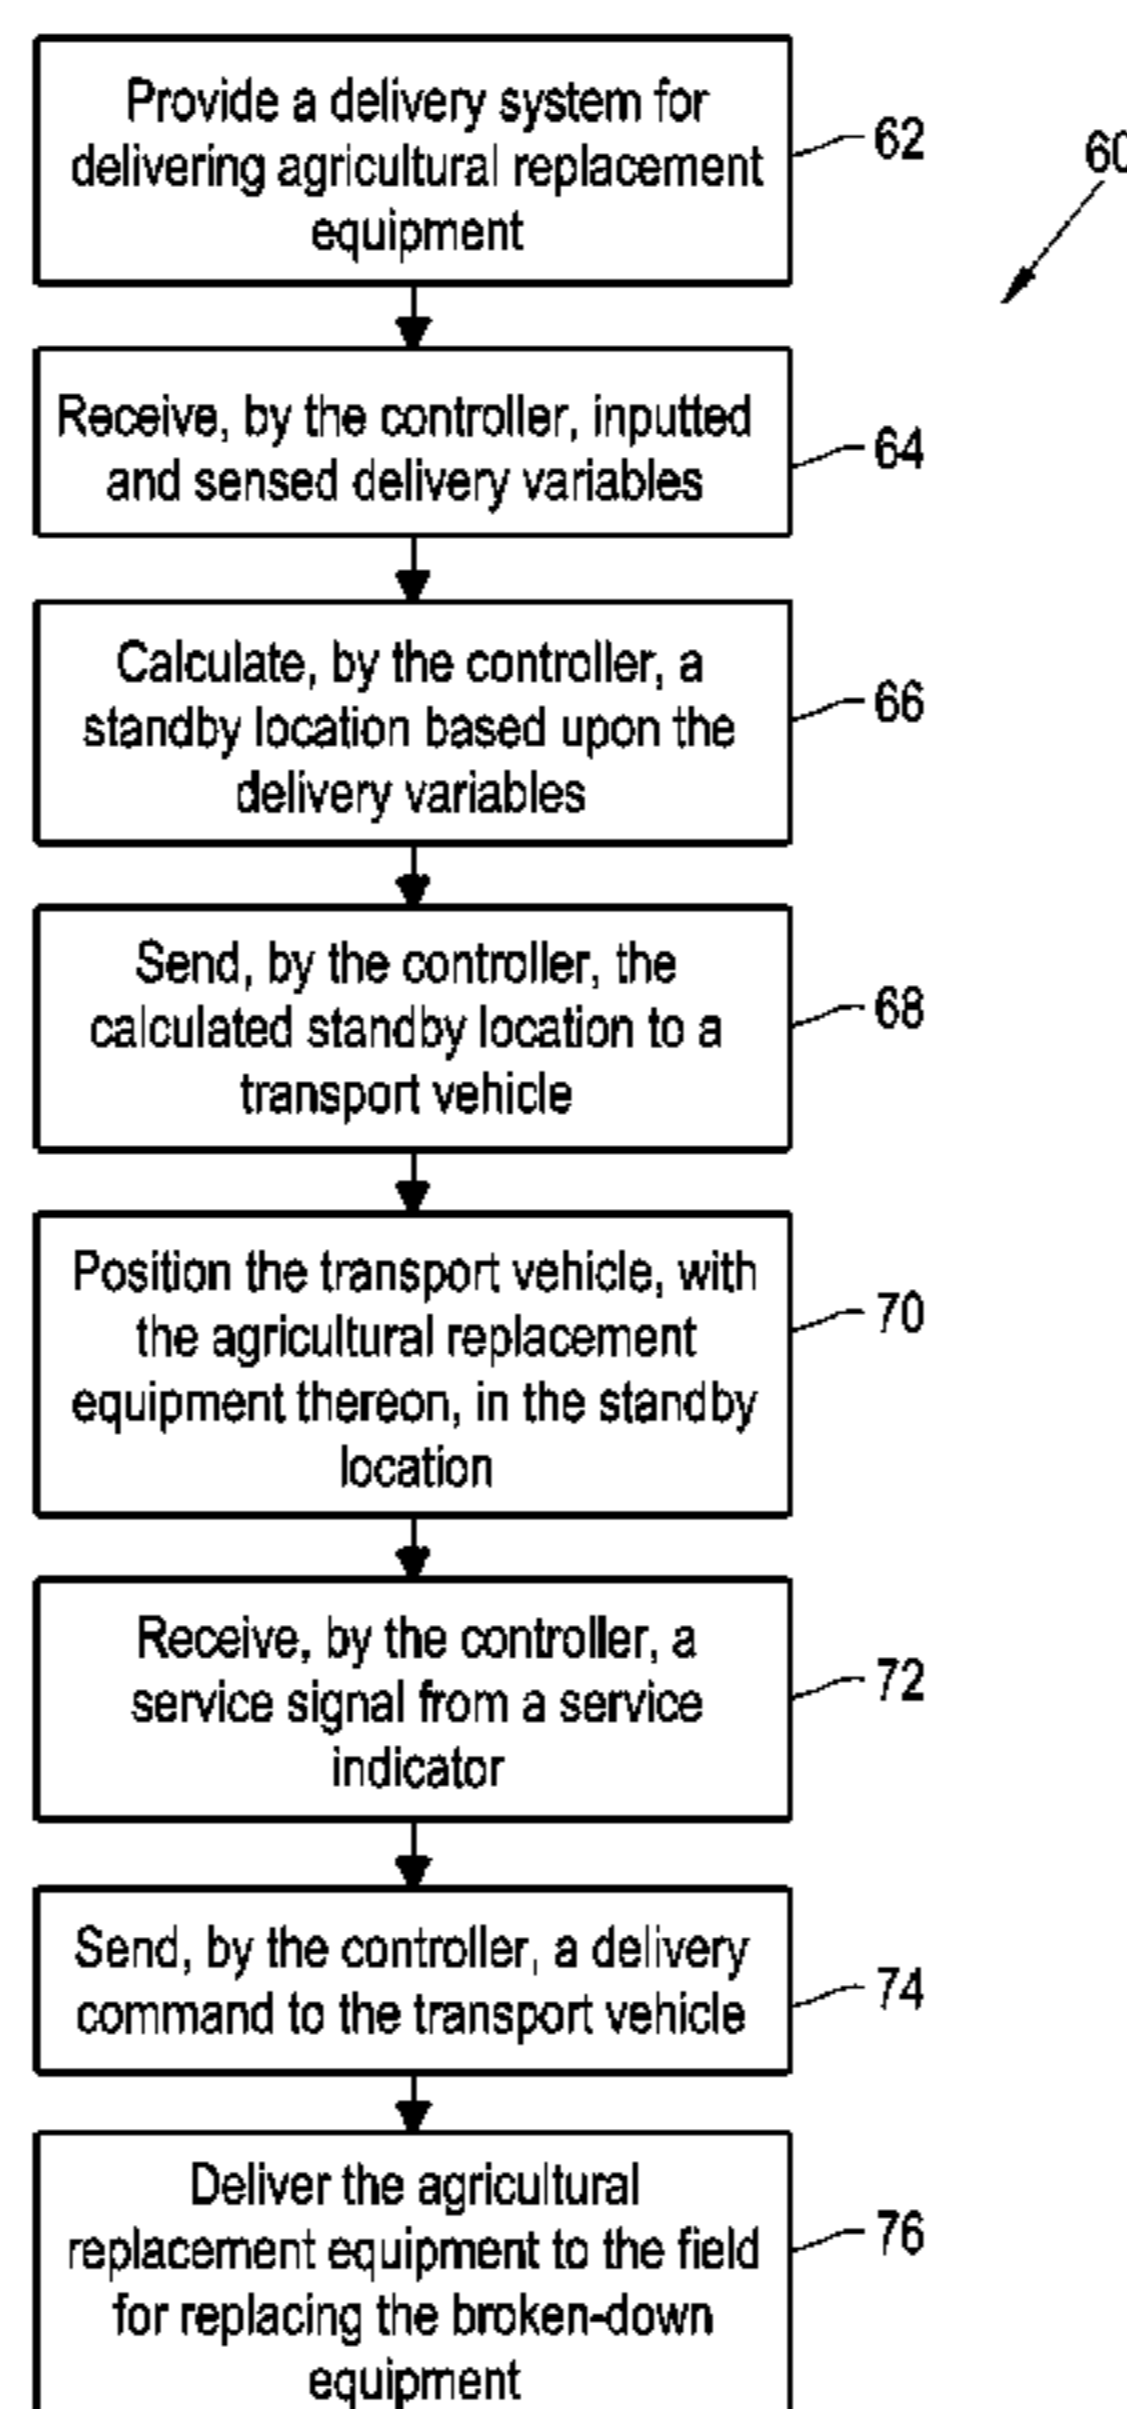 Provide a delivery system for
delivering agricultural replacement
equipment
62
60
Receive, by the controller, inputted
and sensed delivery variables
64
Calculate, by the controller, a
standby location based upon the
delivery variables
66
Send, by the controller, the
calculated standby location to a
transport vehicle
68
Position the transport vehicle, with
the agricultural replacement
equipment thereon, in the standby
location
70
Receive, by the controller, a
service signal from a service
indicator
72
Send, by the controller, a delivery
command to the transport vehicle
74
Deliver the agricultural
replacement equipment to the field
for replacing the broken-down
equipment
76